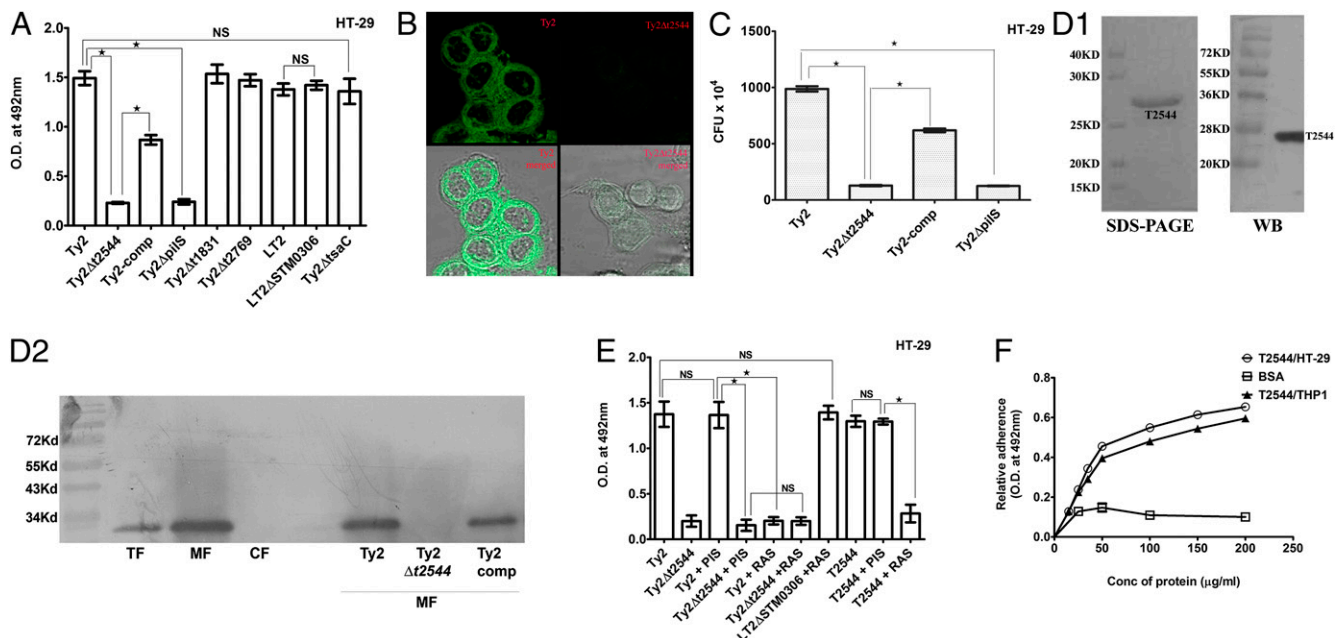 A
HT-29
O.D. at 492nm
2.0
1.5
1.0
0.5
0.0
NS
★
★
★
NS
Ty2
Ty2Δt2544
Ty2-comp
Ty2ΔpilS
Ty2Δt1831
Ty2Δt2769
LT2
LT2ΔSTM0306
Ty2ΔtsaC
B
Ty2
Ty2Δt2544
Ty2
merged
Ty2Δt2544
merged
C
HT-29
CFU x 10⁴
1500
1000
500
0
★
★
★
Ty2
Ty2Δt2544
Ty2-comp
Ty2ΔpilS
D1
40KD
30KD
25KD
20KD
15KD
T2544
SDS-PAGE
72KD
55KD
36KD
28KD
20KD
T2544
WB
D2
72Kd
55Kd
43Kd
34Kd
TF
MF
CF
Ty2
Ty2
Δt2544
Ty2
comp
MF
E
HT-29
O.D. at 492nm
2.0
1.5
1.0
0.5
0.0
NS
NS
★
★
NS
NS
★
Ty2
Ty2Δt2544
Ty2 + PIS
Ty2Δt2544 + PIS
Ty2 + RAS
Ty2Δt2544 +RAS
LT2ΔSTM0306 +RAS
T2544
T2544 + PIS
T2544 + RAS
F
T2544/HT-29
BSA
T2544/THP1
Relative adherence
(O.D. at 492nm)
0.8
0.6
0.4
0.2
0.0
0
50
100
150
200
250
Conc of protein (µg/ml)